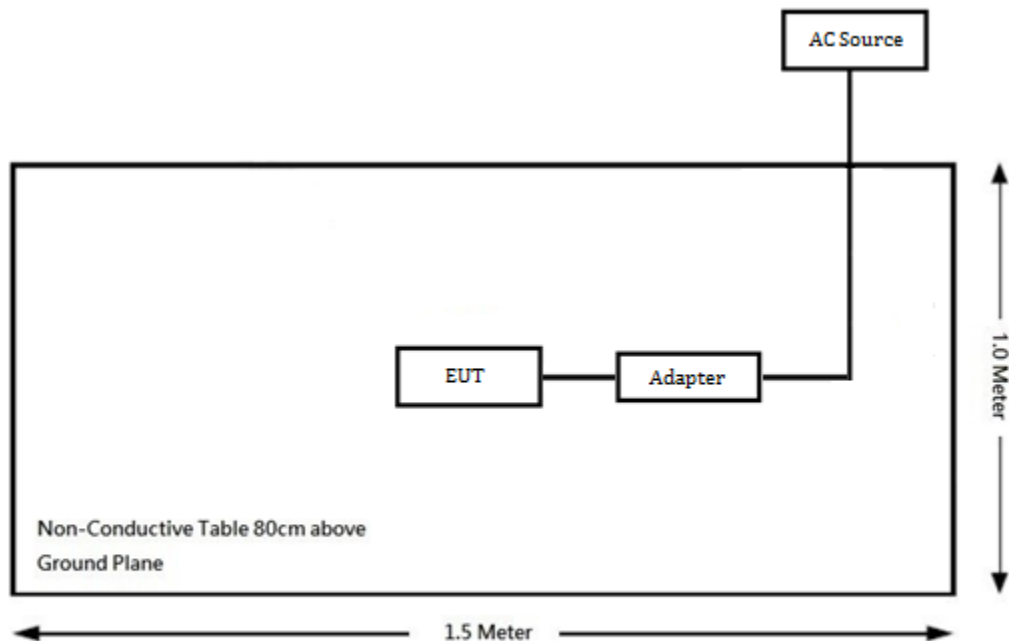 AC Source
EUT
Adapter
1.0 Meter
Non-Conductive Table 80cm above
Ground Plane
1.5 Meter